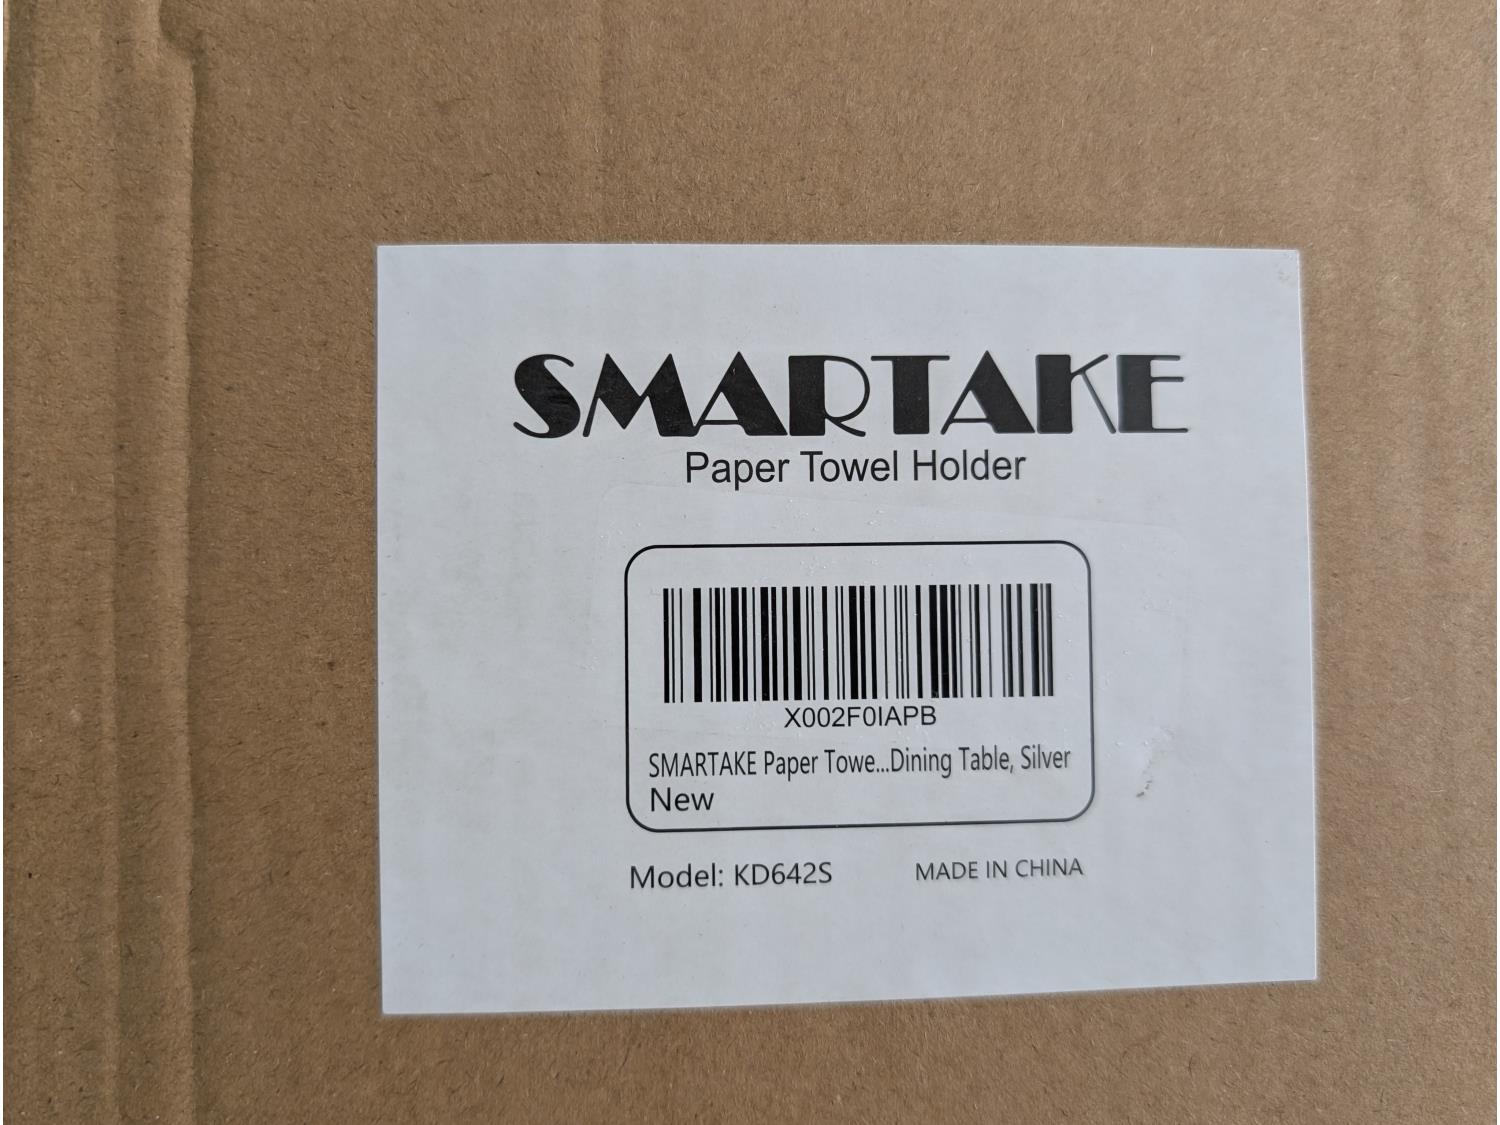 SMARTAKE
Paper Towel Holder
X002F0IAPB
SMARTAKE Paper Towe...Dining Table, Silver
New
Model: KD642S MADE IN CHINA